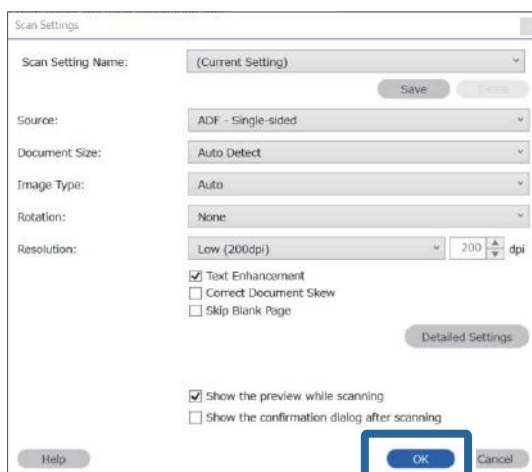 Scan Settings
Scan Setting Name: (Current Setting)
Save
Source: ADF - Single-sided
Document Size: Auto Detect
Image Type: Auto
Rotation: None
Resolution: Low (200dpi) 200 dpi
Text Enhancement
Correct Document Skew
Skip Blank Page
Detailed Settings
Show the preview while scanning
Show the confirmation dialog after scanning
Help OK Cancel